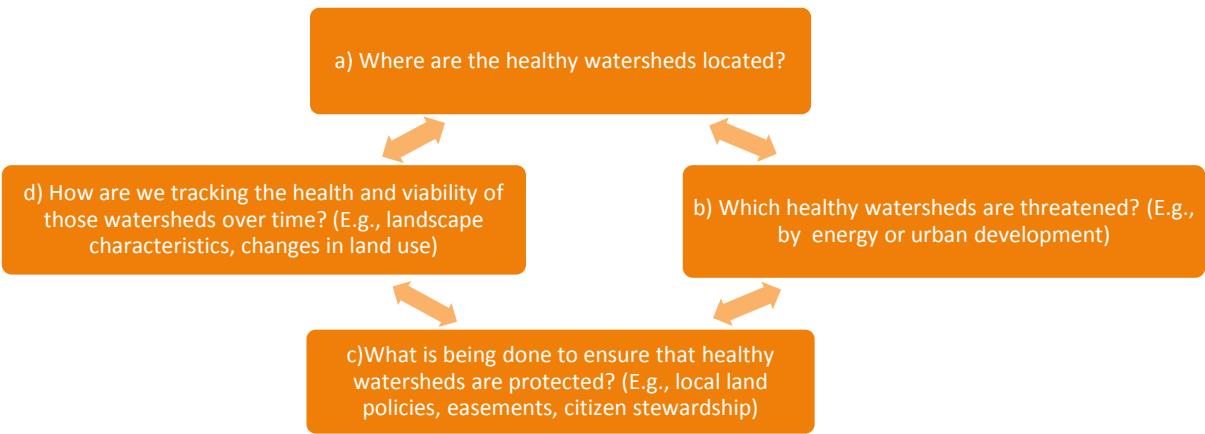 a) Where are the healthy watersheds located?
d) How are we tracking the health and viability of
those watersheds over time? (E.g., landscape
characteristics, changes in land use)
b) Which healthy watersheds are threatened? (E.g.,
by  energy or urban development)
c)What is being done to ensure that healthy
watersheds are protected? (E.g., local land
policies, easements, citizen stewardship)